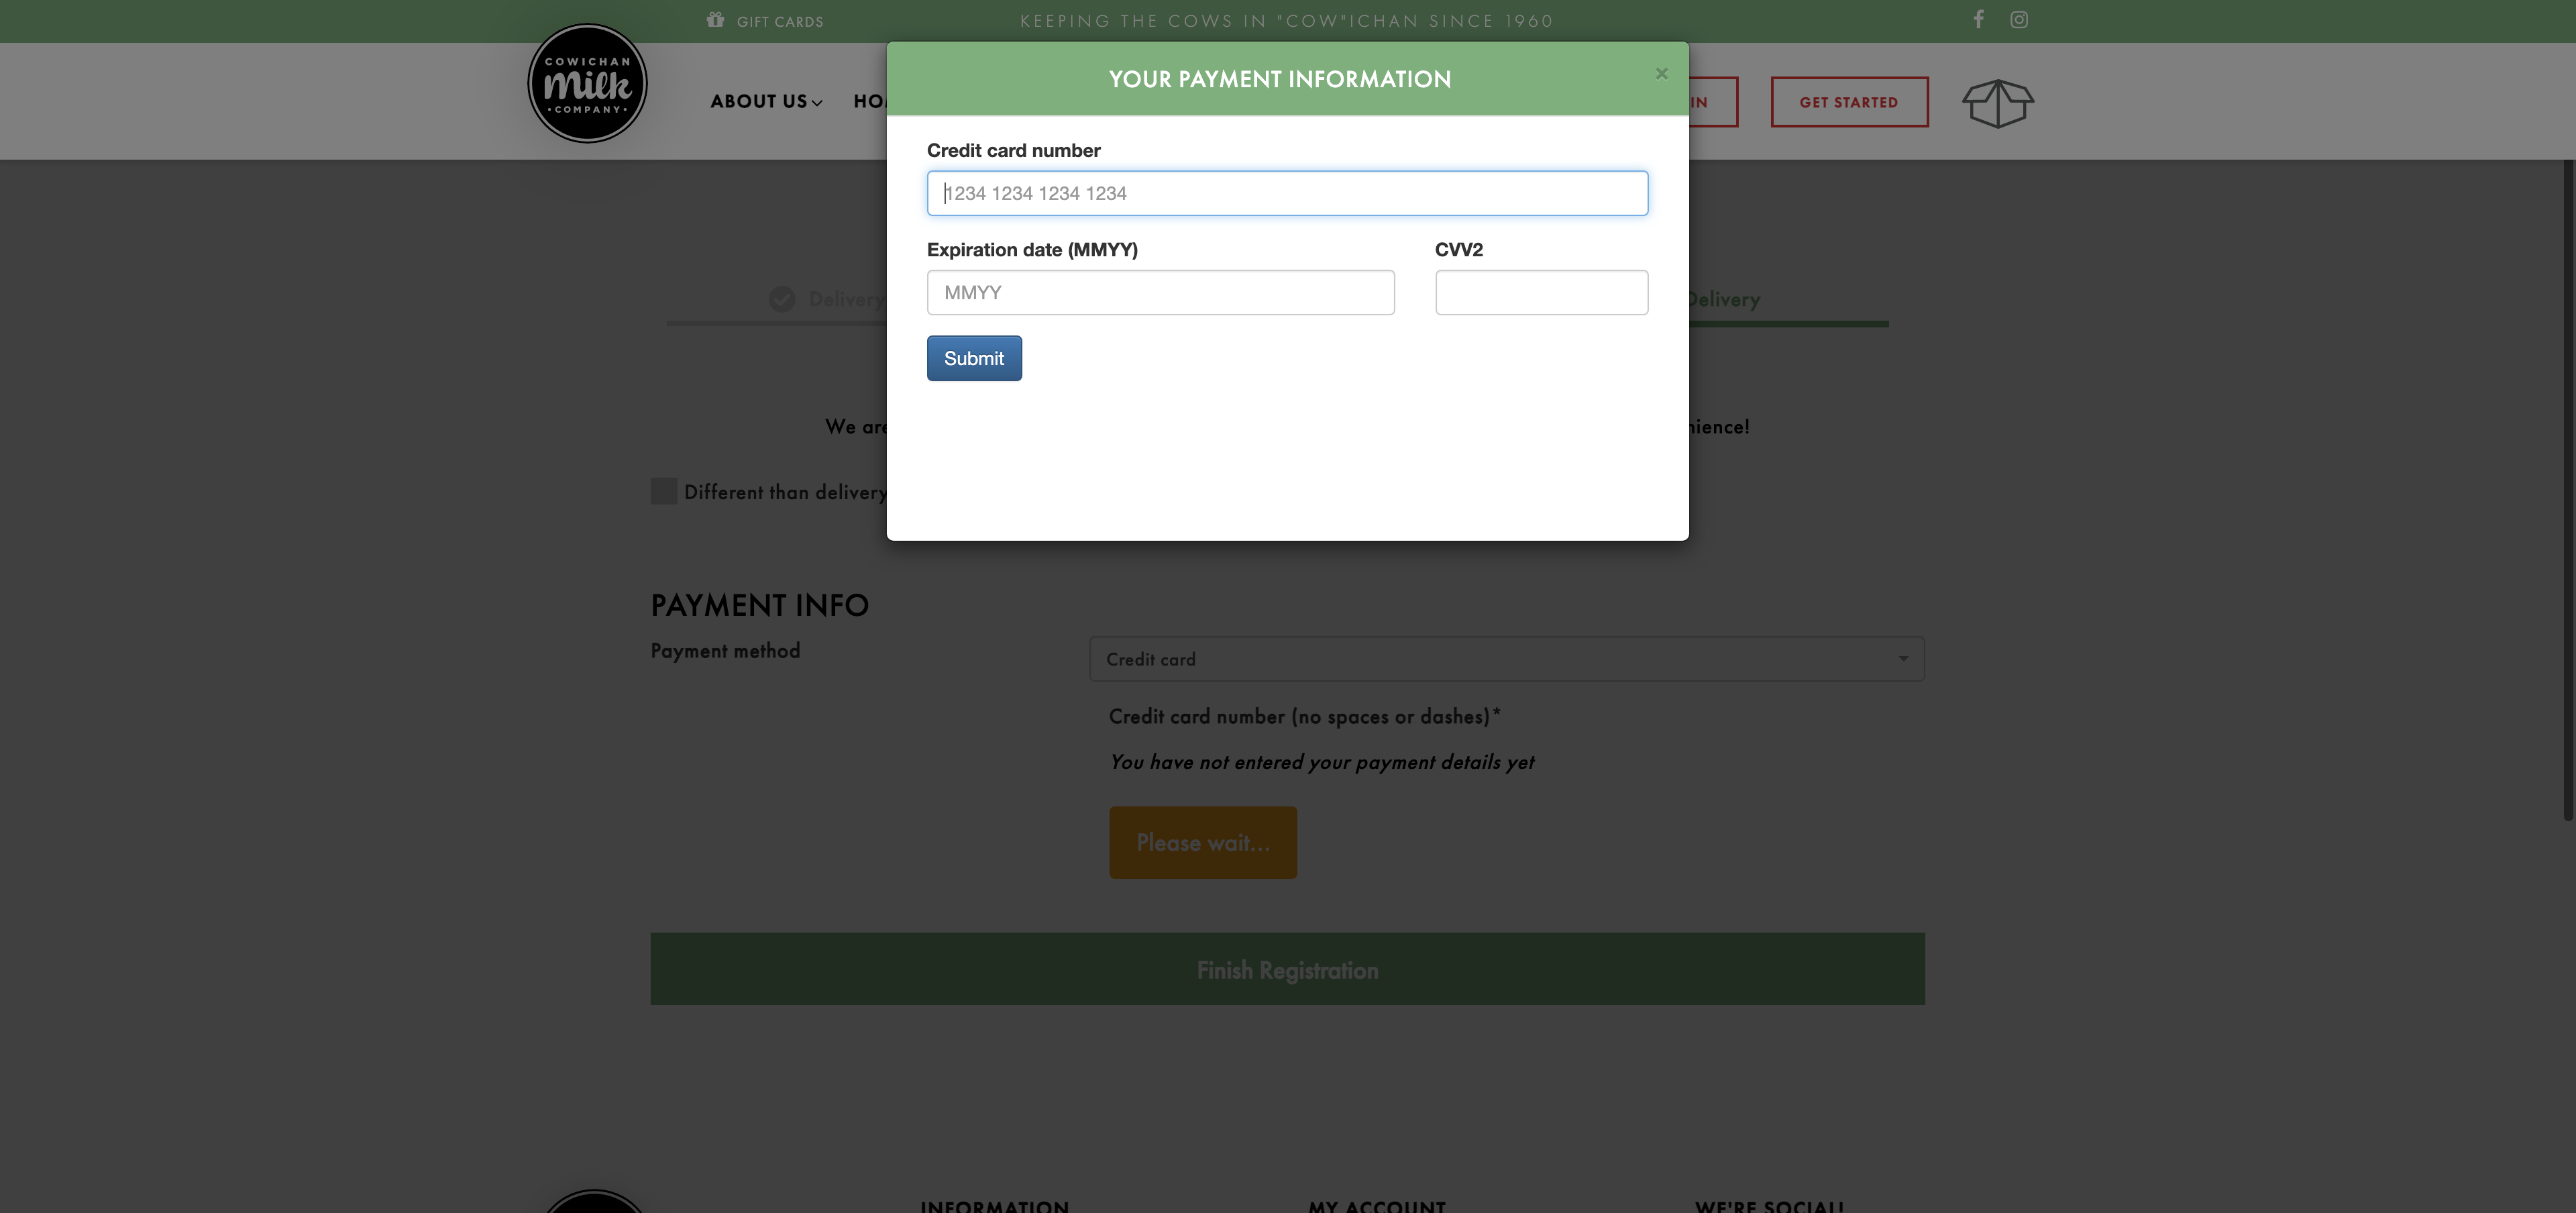 GIFT CARDS
KEEPING THE COWS IN "COW"ICHAN SINCE 1960
COWICHAN
milk
COMPANY
ABOUT US
HO
IN
GET STARTED
YOUR PAYMENT INFORMATION
×
Credit card number
1234 1234 1234 1234
Expiration date (MMYY)
CVV2
MMYY
Submit
Delivery
Delivery
We are
nience!
Different than delivery
PAYMENT INFO
Payment method
Credit card
Credit card number (no spaces or dashes)*
You have not entered your payment details yet
Please wait...
Finish Registration
INFORMATION
MY ACCOUNT
WE'RE SOCIAL!